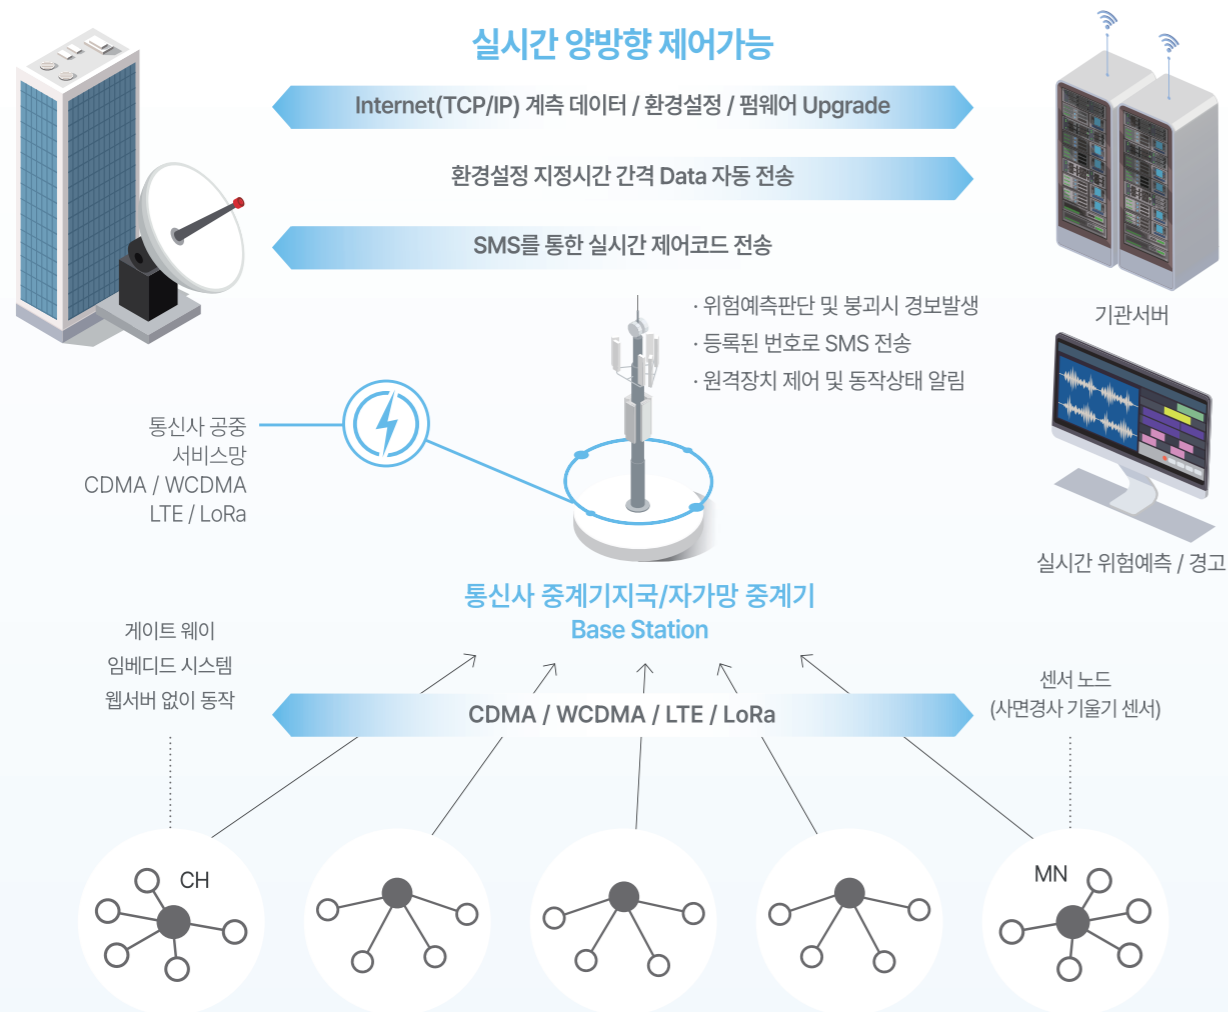 실시간 양방향 제어가능
Internet(TCP/IP) 계측 데이터 / 환경설정 / 펌웨어 Upgrade
환경설정 지정시간 간격 Data 자동 전송
SMS를 통한 실시간 제어코드 전송
기관서버
· 위험예측판단 및 붕괴시 경보발생
· 등록된 번호로 SMS 전송
· 원격장치 제어 및 동작상태 알림
통신사 공중
서비스망
CDMA / WCDMA
LTE / LoRa
실시간 위험예측 / 경고
통신사 중계기지국/자가망 중계기
Base Station
게이트 웨이
임베디드 시스템
웹서버 없이 동작
CDMA / WCDMA / LTE / LoRa
센서 노드
(사면경사 기울기 센서)
CH
MN